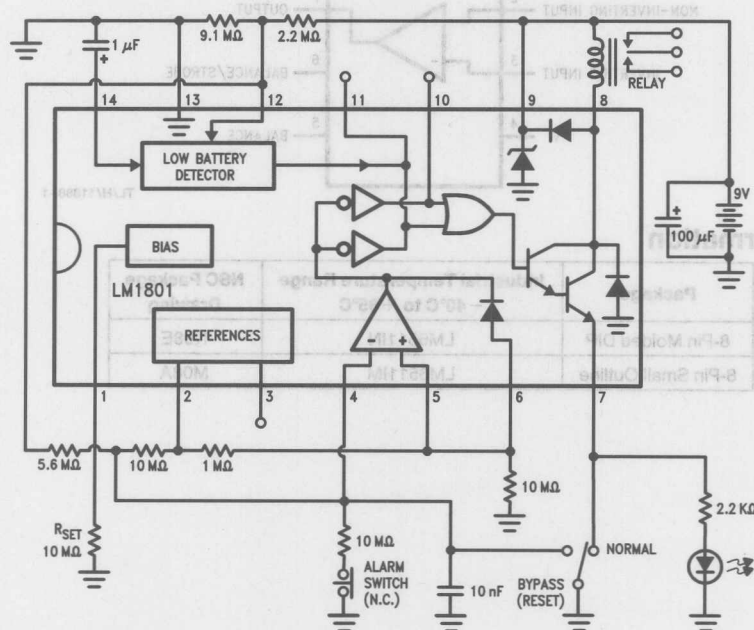 9.1 MΩ
2.2 MΩ
1 μF
+
14
13
12
11
10
9
8
RELAY
LOW BATTERY
DETECTOR
9V
+
100 μF
BIAS
LM1801
REFERENCES
-
+
1
2
3
4
5
6
7
5.6 MΩ
10 MΩ
1 MΩ
10 MΩ
2.2 KΩ
RSET
10 MΩ
10 MΩ
ALARM
SWITCH
(N.C.)
10 nF
NORMAL
BYPASS
(RESET)